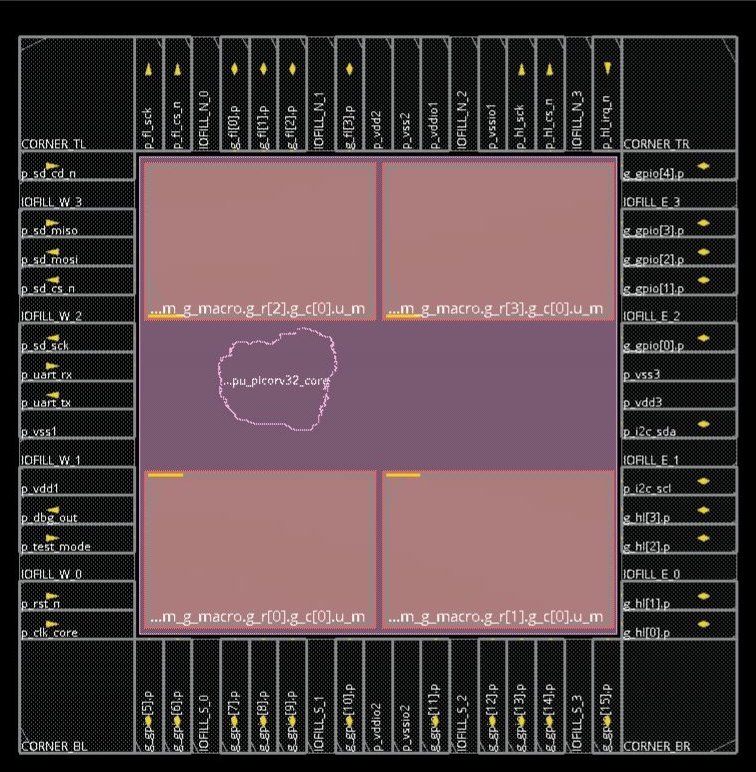 p_fl_sck
p_fl_cs_n
IOFILL_N_0
g_fl[0].p
g_fl[1].p
g_fl[2].p
IOFILL_N_1
g_fl[3].p
p_vdd2
p_vss2
p_vddio1
IOFILL_N_2
p_vssio1
p_hl_sck
p_hl_cs_n
IOFILL_N_3
p_hl_irq_n
CORNER_TL
CORNER_TR
p_sd_cd_n
IOFILL_W_3
p_sd_miso
p_sd_mosi
p_sd_cs_n
IOFILL_W_2
p_sd_sck
p_uart_rx
p_uart_tx
p_vss1
IOFILL_W_1
p_vdd1
p_dbg_out
p_test_mode
IOFILL_W_0
p_rst_n
p_clk_core
...m_g_macro.g_r[2].g_c[0].u_m
...m_g_macro.g_r[3].g_c[0].u_m
...pu_picorv32_core
...m_g_macro.g_r[0].g_c[0].u_m
...m_g_macro.g_r[1].g_c[0].u_m
g_gpio[4].p
IOFILL_E_3
g_gpio[3].p
g_gpio[2].p
g_gpio[1].p
IOFILL_E_2
g_gpio[0].p
p_vss3
p_vdd3
p_i2c_sda
IOFILL_E_1
p_i2c_scl
g_hl[3].p
g_hl[2].p
IOFILL_E_0
g_hl[1].p
g_hl[0].p
CORNER_BL
IOFILL_S_0
IOFILL_S_1
p_vddio2
p_vssio2
IOFILL_S_2
IOFILL_S_3
CORNER_BR